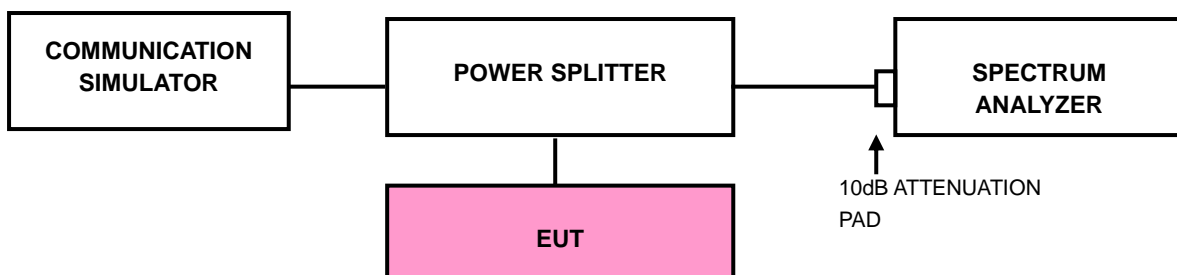 COMMUNICATION
SIMULATOR
POWER SPLITTER
SPECTRUM
ANALYZER
10dB ATTENUATION
PAD
EUT